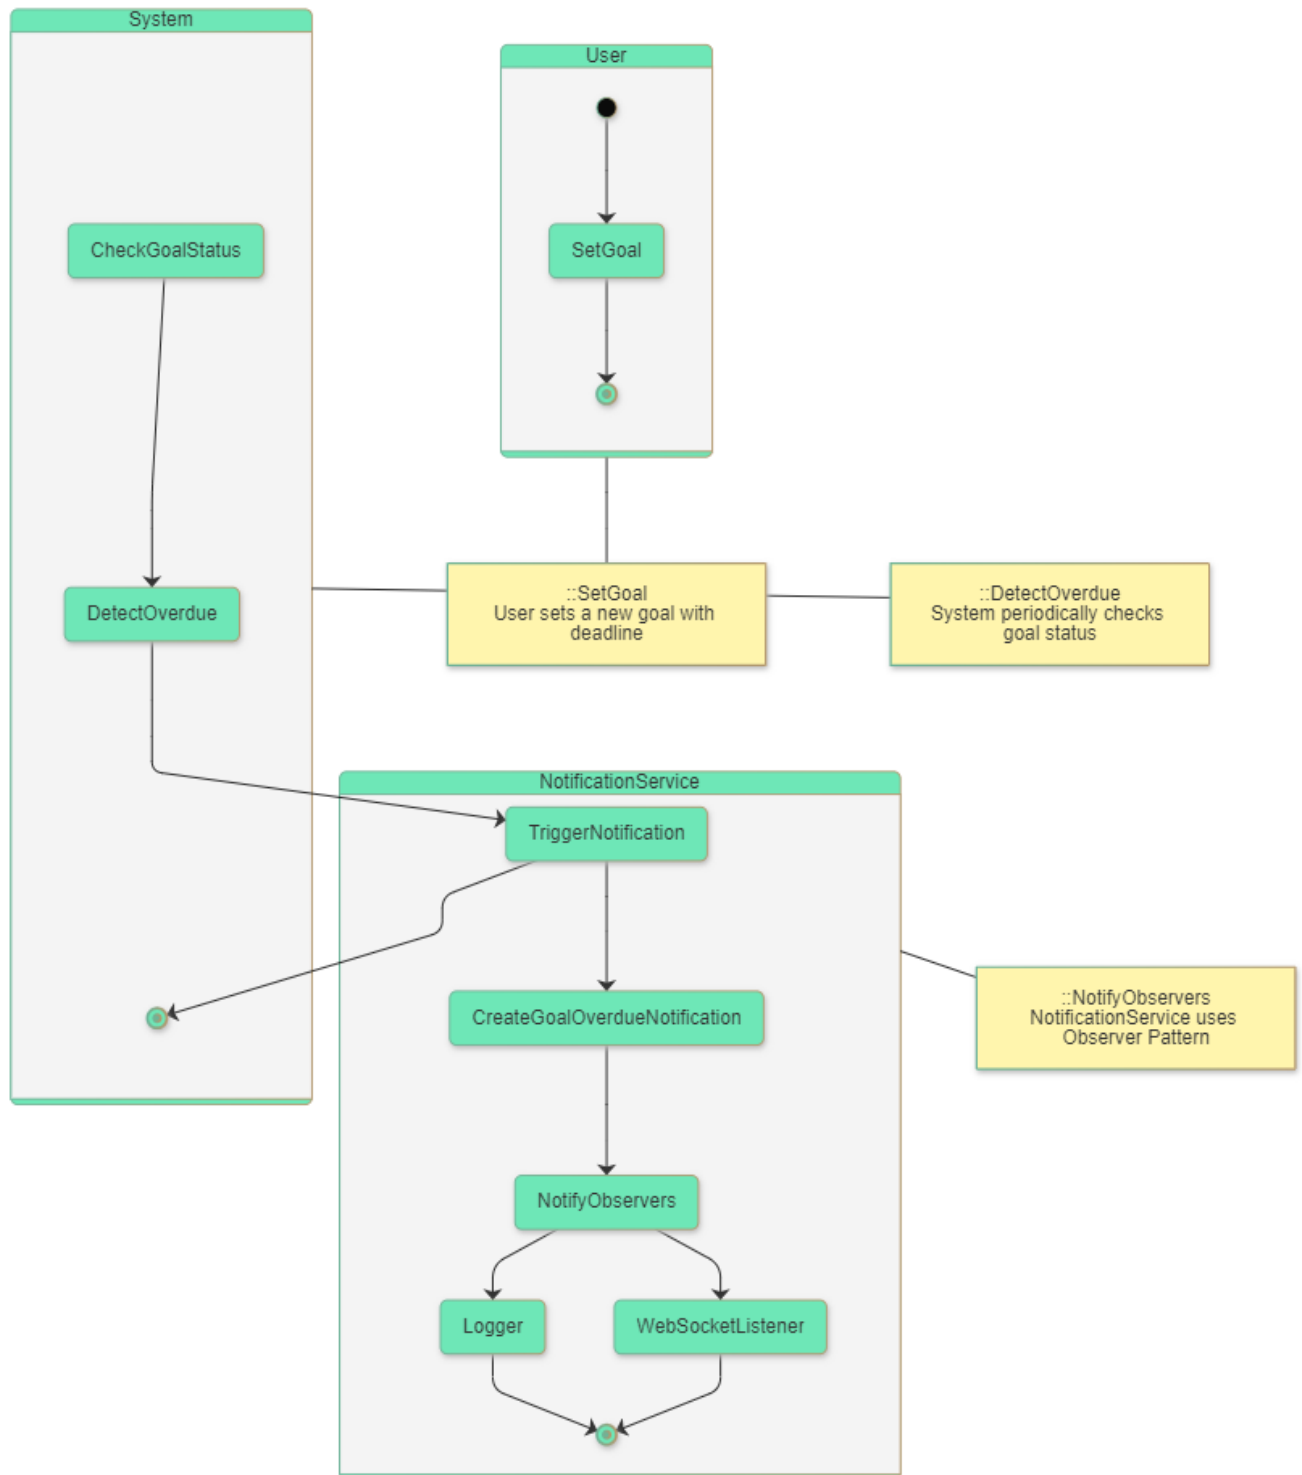 System
User
CheckGoalStatus
SetGoal
DetectOverdue
::SetGoal
User sets a new goal with
deadline
::DetectOverdue
System periodically checks
goal status
NotificationService
TriggerNotification
CreateGoalOverdueNotification
::NotifyObservers
NotificationService uses
Observer Pattern
NotifyObservers
Logger
WebSocketListener